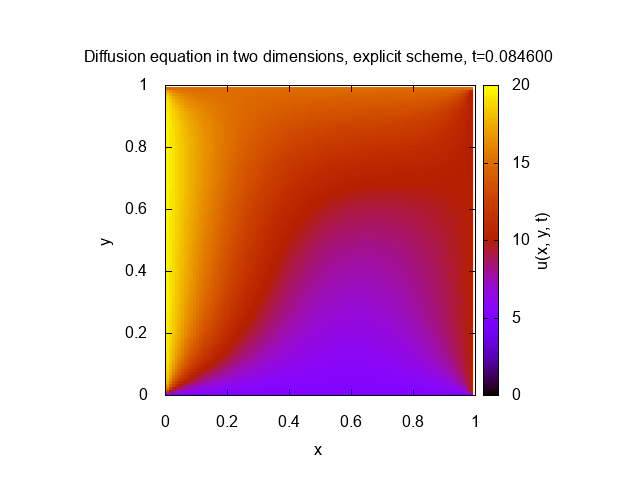 Diffusion equation in two dimensions, explicit scheme, t=0.084600
1
0.8
0.6
0.4
0.2
0
y
0 0.2 0.4 0.6 0.8 1
x
20
15
10
5
0
u(x, y, t)